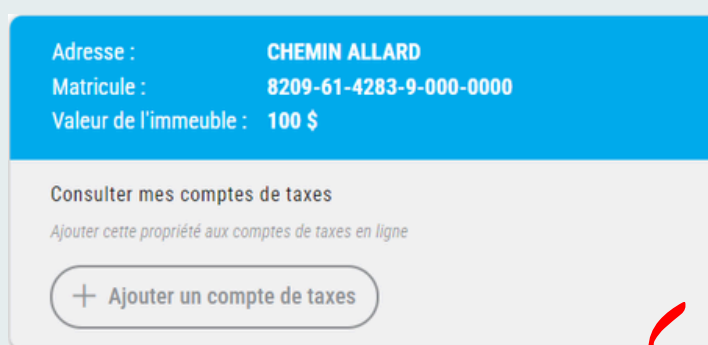 Adresse : CHEMIN ALLARD
Matricule : 8209-61-4283-9-000-0000
Valeur de l'immeuble : 100 $
Consulter mes comptes de taxes
Ajouter cette propriété aux comptes de taxes en ligne
+ Ajouter un compte de taxes